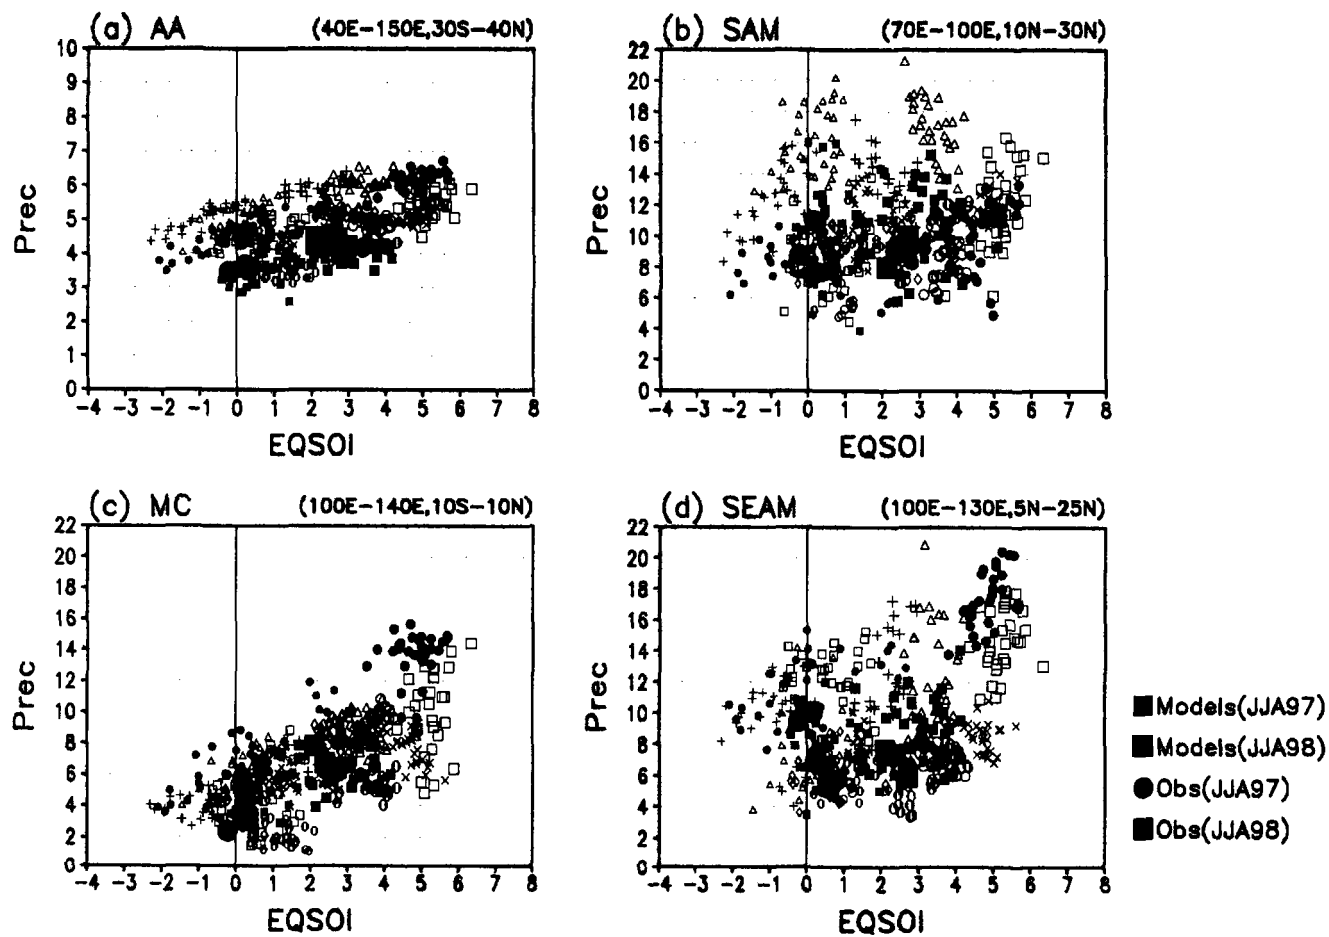 (a) AA (40E-150E,30S-40N)
10
9
8
7
6
5
4
3
2
1
0
Prec
-4 -3 -2 -1 0 1 2 3 4 5 6 7 8
EQSOI
(b) SAM (70E-100E,10N-30N)
22
20
18
16
14
12
10
8
6
4
2
0
Prec
-4 -3 -2 -1 0 1 2 3 4 5 6 7 8
EQSOI
(c) MC (100E-140E,10S-10N)
22
20
18
16
14
12
10
8
6
4
2
0
Prec
-4 -3 -2 -1 0 1 2 3 4 5 6 7 8
EQSOI
(d) SEAM (100E-130E,5N-25N)
22
20
18
16
14
12
10
8
6
4
2
0
Prec
-4 -3 -2 -1 0 1 2 3 4 5 6 7 8
EQSOI
Models(JJA97)
Models(JJA98)
Obs(JJA97)
Obs(JJA98)